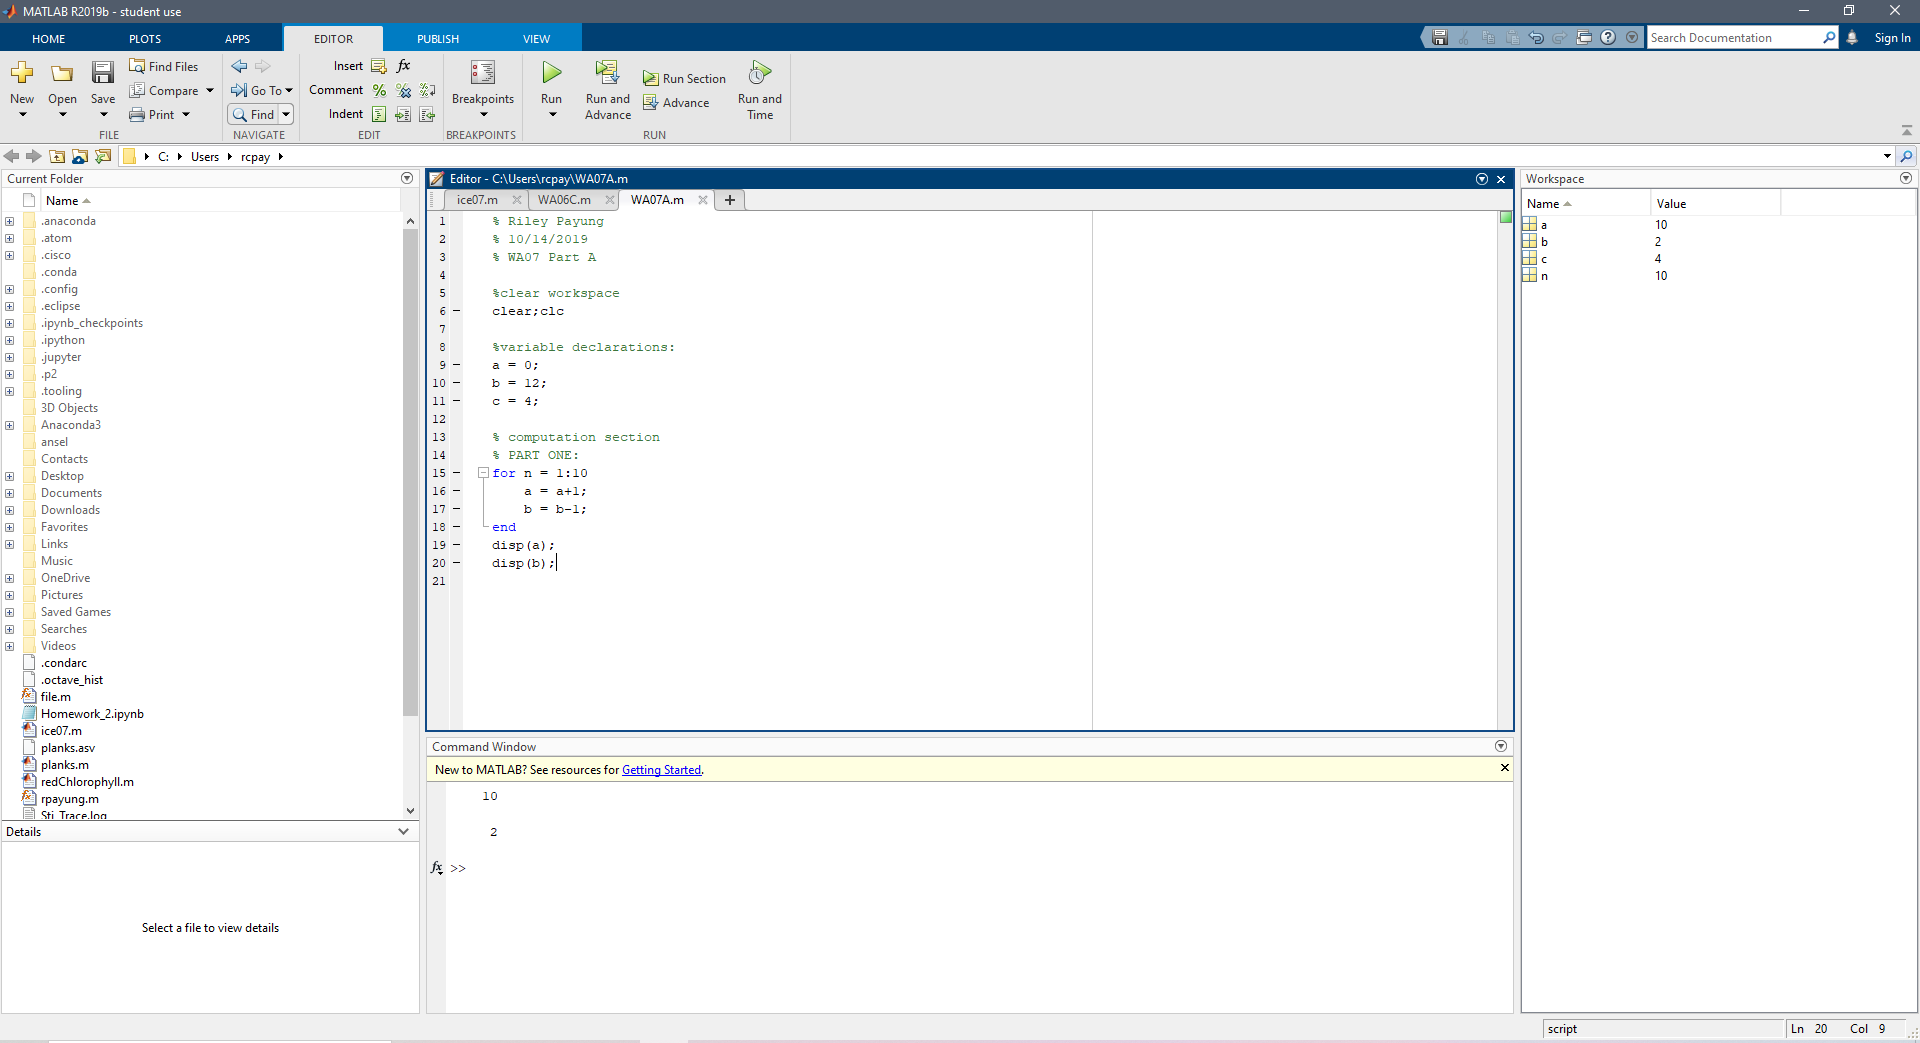 MATLAB R2019b - student use
HOME PLOTS APPS EDITOR PUBLISH VIEW
Search Documentation
Sign In
New
Open
Save
Find Files
Compare
Print
FILE
Go To
Find
NAVIGATE
Insert
Comment
Indent
EDIT
Breakpoints
BREAKPOINTS
Run
Run and
Advance
Run Section
Advance
Run and
Time
RUN
C: Users rcpay
Current Folder
Name
.anaconda
.atom
.cisco
.conda
.config
.eclipse
.ipynb_checkpoints
.ipython
.jupyter
.p2
.tooling
3D Objects
Anaconda3
ansel
Contacts
Desktop
Documents
Downloads
Favorites
Links
Music
OneDrive
Pictures
Saved Games
Searches
Videos
.condarc
.octave_hist
file.m
Homework_2.ipynb
ice07.m
planks.asv
planks.m
redChlorophyll.m
rpayung.m
Sti_Trace.log
Details
Select a file to view details
Editor - C:\Users\rcpay\WA07A.m
ice07.m WA06C.m WA07A.m
1 % Riley Payung
2 % 10/14/2019
3 % WA07 Part A
4
5 %clear workspace
6 clear;clc
7
8 %variable declarations:
9 a = 0;
10 b = 12;
11 c = 4;
12
13 % computation section
14 % PART ONE:
15 for n = 1:10
16 a = a+1;
17 b = b-1;
18 end
19 disp(a);
20 disp(b);
21
Command Window
New to MATLAB? See resources for Getting Started.
10
2
fx >>
Workspace
Name Value
a 10
b 2
c 4
n 10
script
Ln 20 Col 9